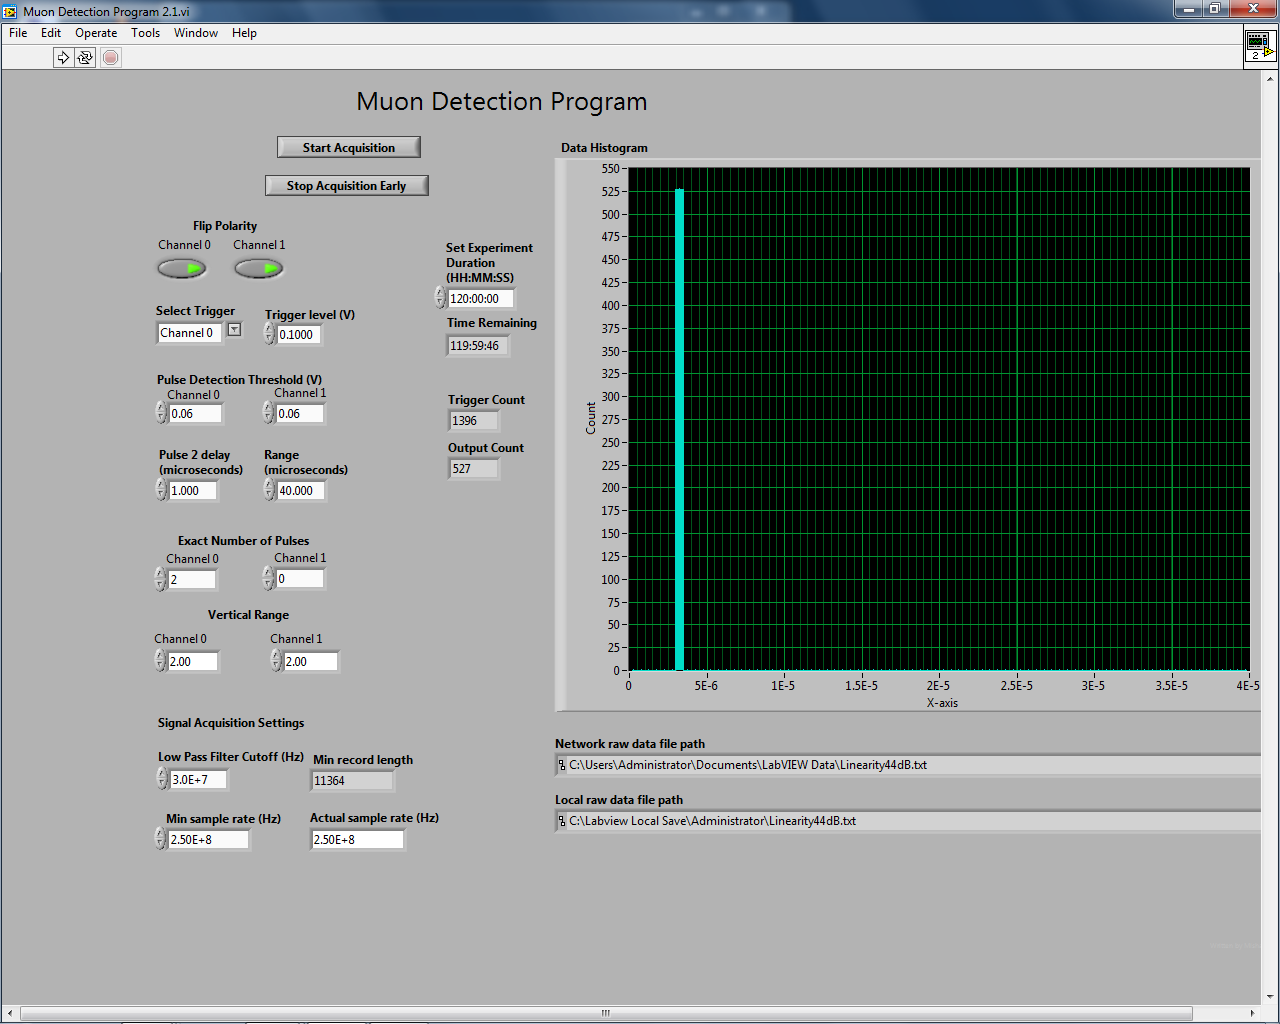 Muon Detection Program 2.1.vi
File Edit Operate Tools Window Help
2
Muon Detection Program
Start Acquisition
Stop Acquisition Early
Flip Polarity
Channel 0 Channel 1
Select Trigger
Channel 0
Trigger level (V)
0.1000
Set Experiment
Duration
(HH:MM:SS)
120:00:00
Time Remaining
119:59:46
Pulse Detection Threshold (V)
Channel 0 Channel 1
0.06 0.06
Trigger Count
1396
Output Count
527
Pulse 2 delay
(microseconds)
1.000
Range
(microseconds)
40.000
Exact Number of Pulses
Channel 0 Channel 1
2 0
Vertical Range
Channel 0 Channel 1
2.00 2.00
Signal Acquisition Settings
Low Pass Filter Cutoff (Hz)
3.0E+7
Min record length
11364
Min sample rate (Hz)
2.50E+8
Actual sample rate (Hz)
2.50E+8
Data Histogram
550
525
500
475
450
425
400
375
350
325
300
275
250
225
200
175
150
125
100
75
50
25
0
Count
0 5E-6 1E-5 1.5E-5 2E-5 2.5E-5 3E-5 3.5E-5 4E-5
X-axis
Network raw data file path
C:\Users\Administrator\Documents\LabVIEW Data\Linearity44dB.txt
Local raw data file path
C:\Labview Local Save\Administrator\Linearity44dB.txt